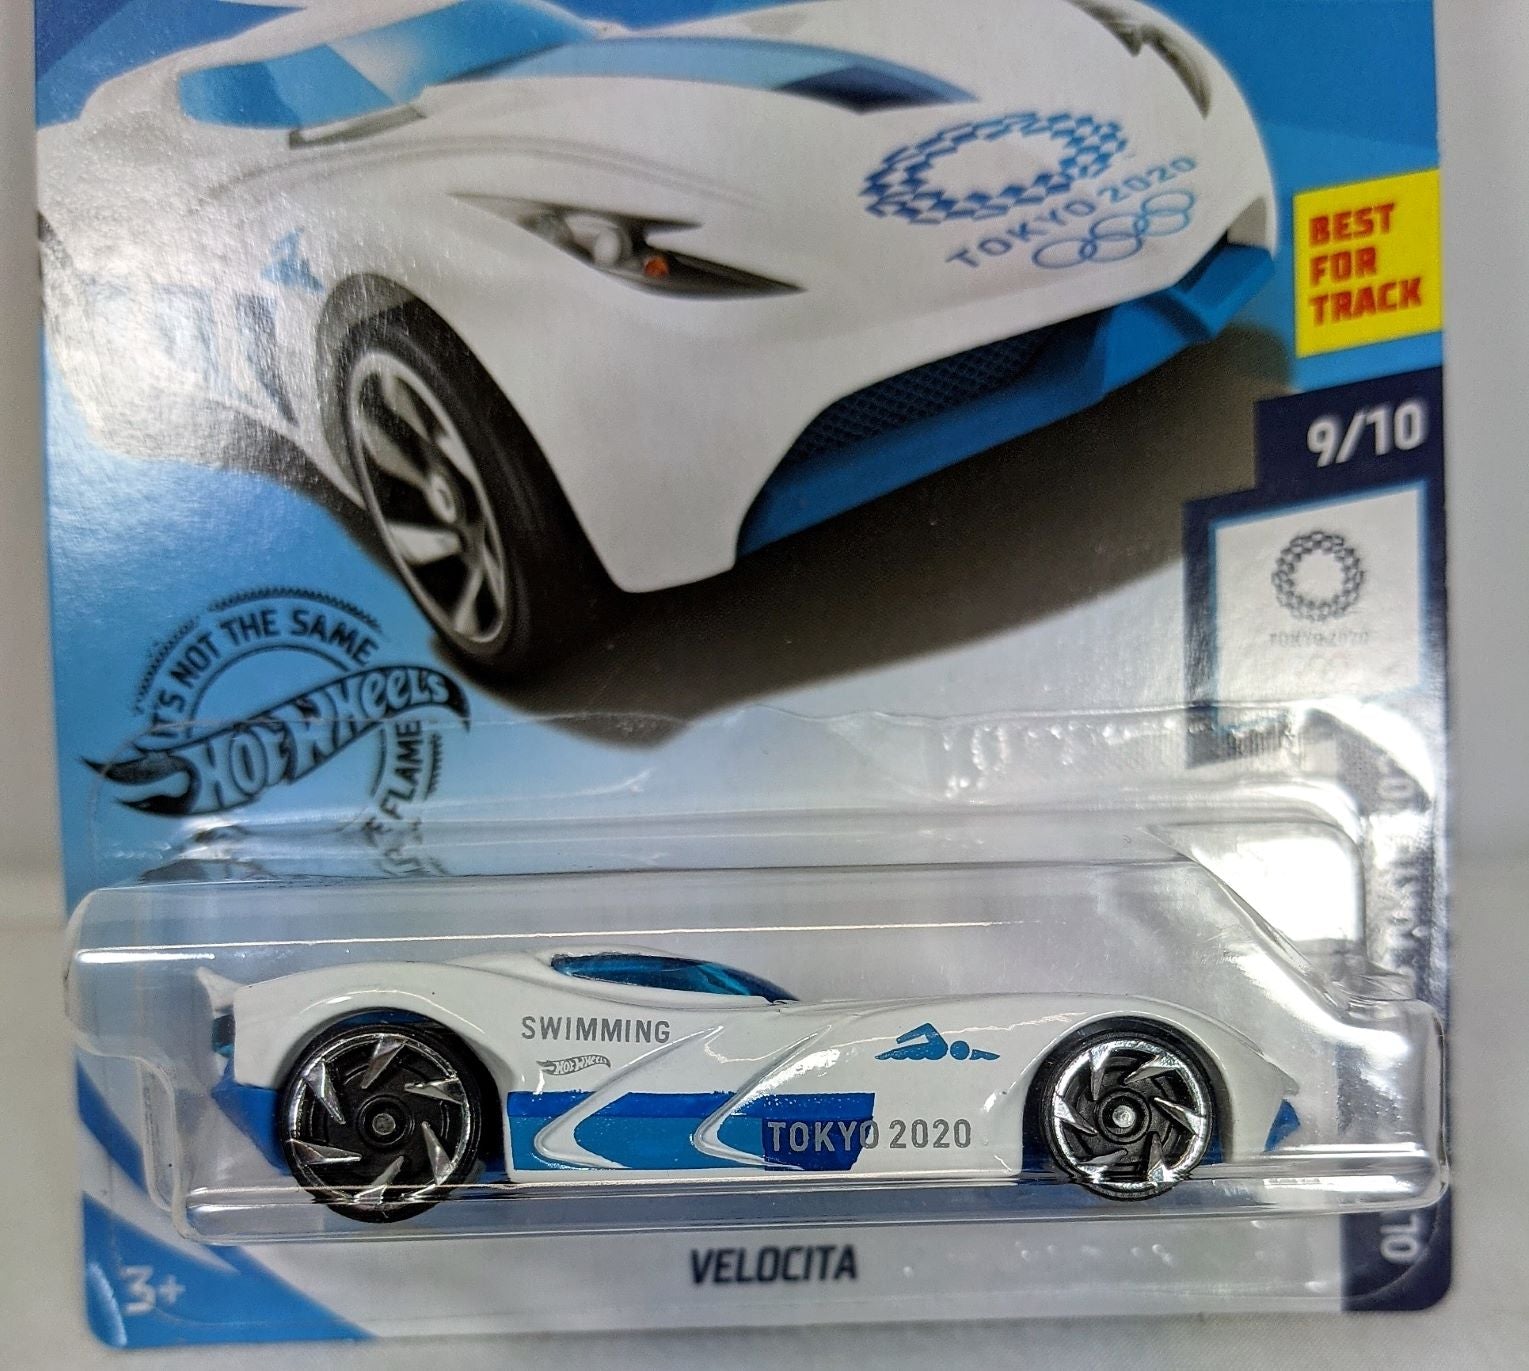 TOKYO 2020
BEST
FOR
TRACK
9/10
TOKYO 2020
IT'S NOT THE SAME
Hot Wheels
FLAME
SWIMMING
Hot Wheels
TOKYO 2020
VELOCITA
3+